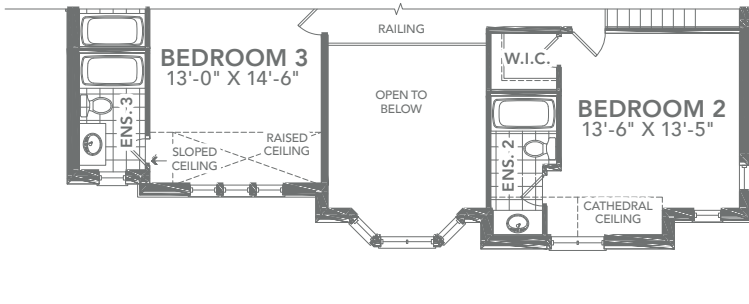 RAILING
BEDROOM 3
13'-0" X 14'-6"
W.I.C.
OPEN TO
BELOW
BEDROOM 2
13'-6" X 13'-5"
ENS. 3
SLOPED
CEILING
RAISED
CEILING
ENS. 2
CATHEDRAL
CEILING